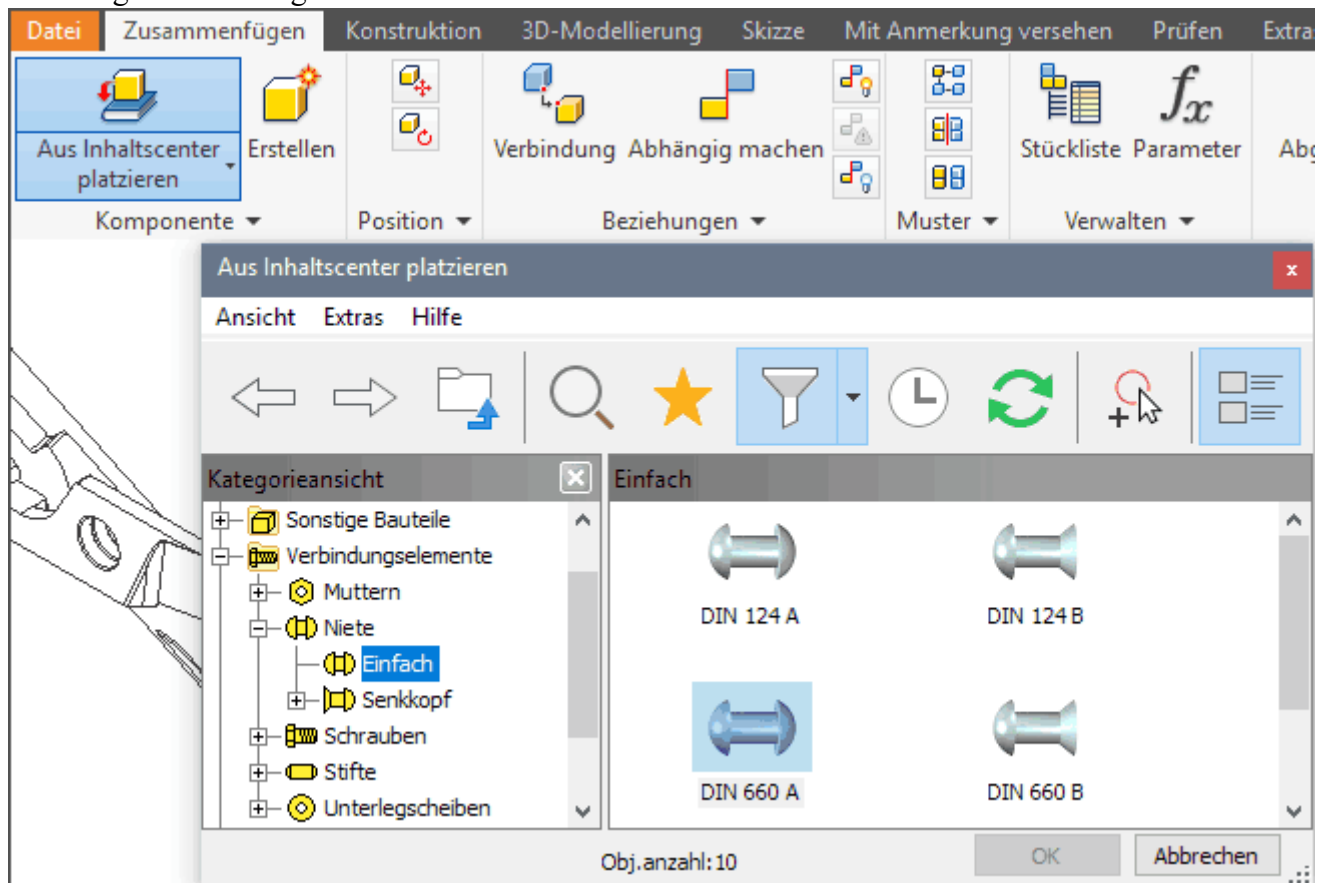 Datei Zusammenfügen Konstruktion 3D-Modellierung Skizze Mit Anmerkung versehen Prüfen Extra
Aus Inhaltscenter platzieren
Erstellen
Verbindung Abhängig machen
Stückliste
fx
Parameter
Komponente Position Beziehungen Muster Verwalten
Aus Inhaltscenter platzieren
Ansicht Extras Hilfe
Kategorieansicht
Einfach
Sonstige Bauteile
Verbindungselemente
Muttern
Niete
Einfach
Senkkopf
Schrauben
Stifte
Unterlegscheiben
DIN 124 A
DIN 124 B
DIN 660 A
DIN 660 B
Obj.anzahl:10
OK
Abbrechen